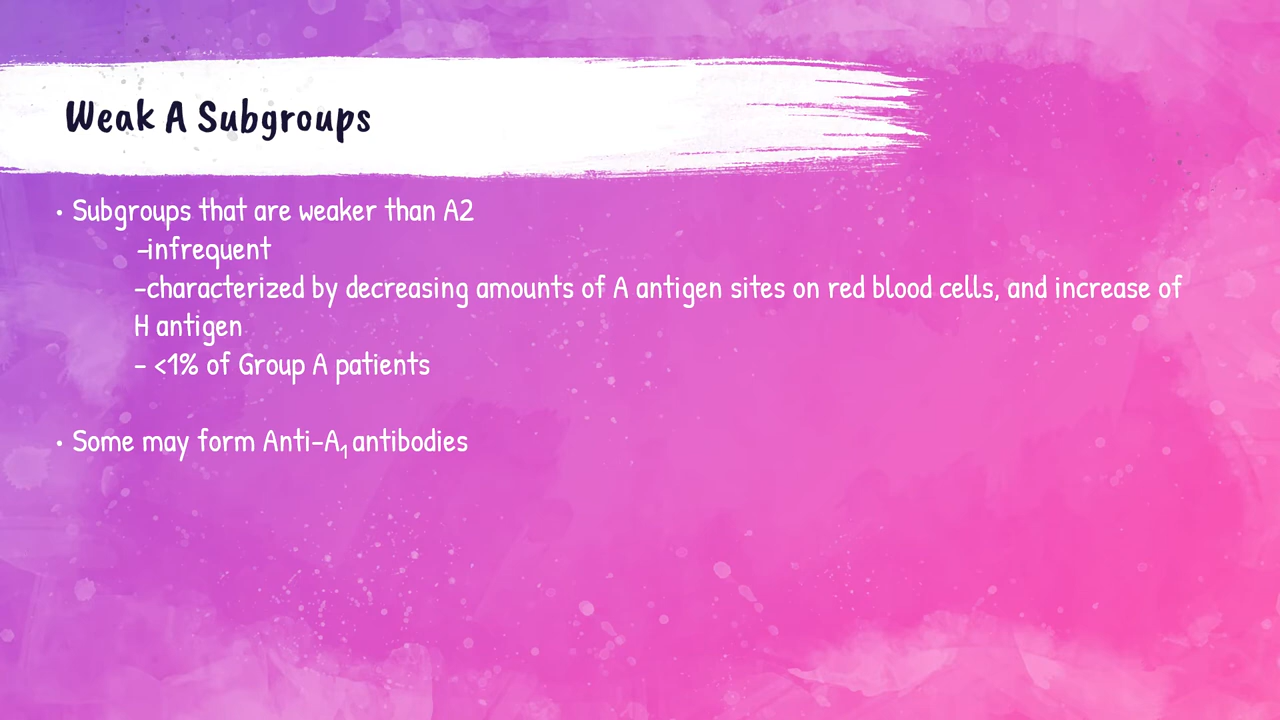 Weak A Subgroups
• Subgroups that are weaker than A2
-infrequent
-characterized by decreasing amounts of A antigen sites on red blood cells, and increase of
H antigen
- <1% of Group A patients
• Some may form Anti-A₁ antibodies